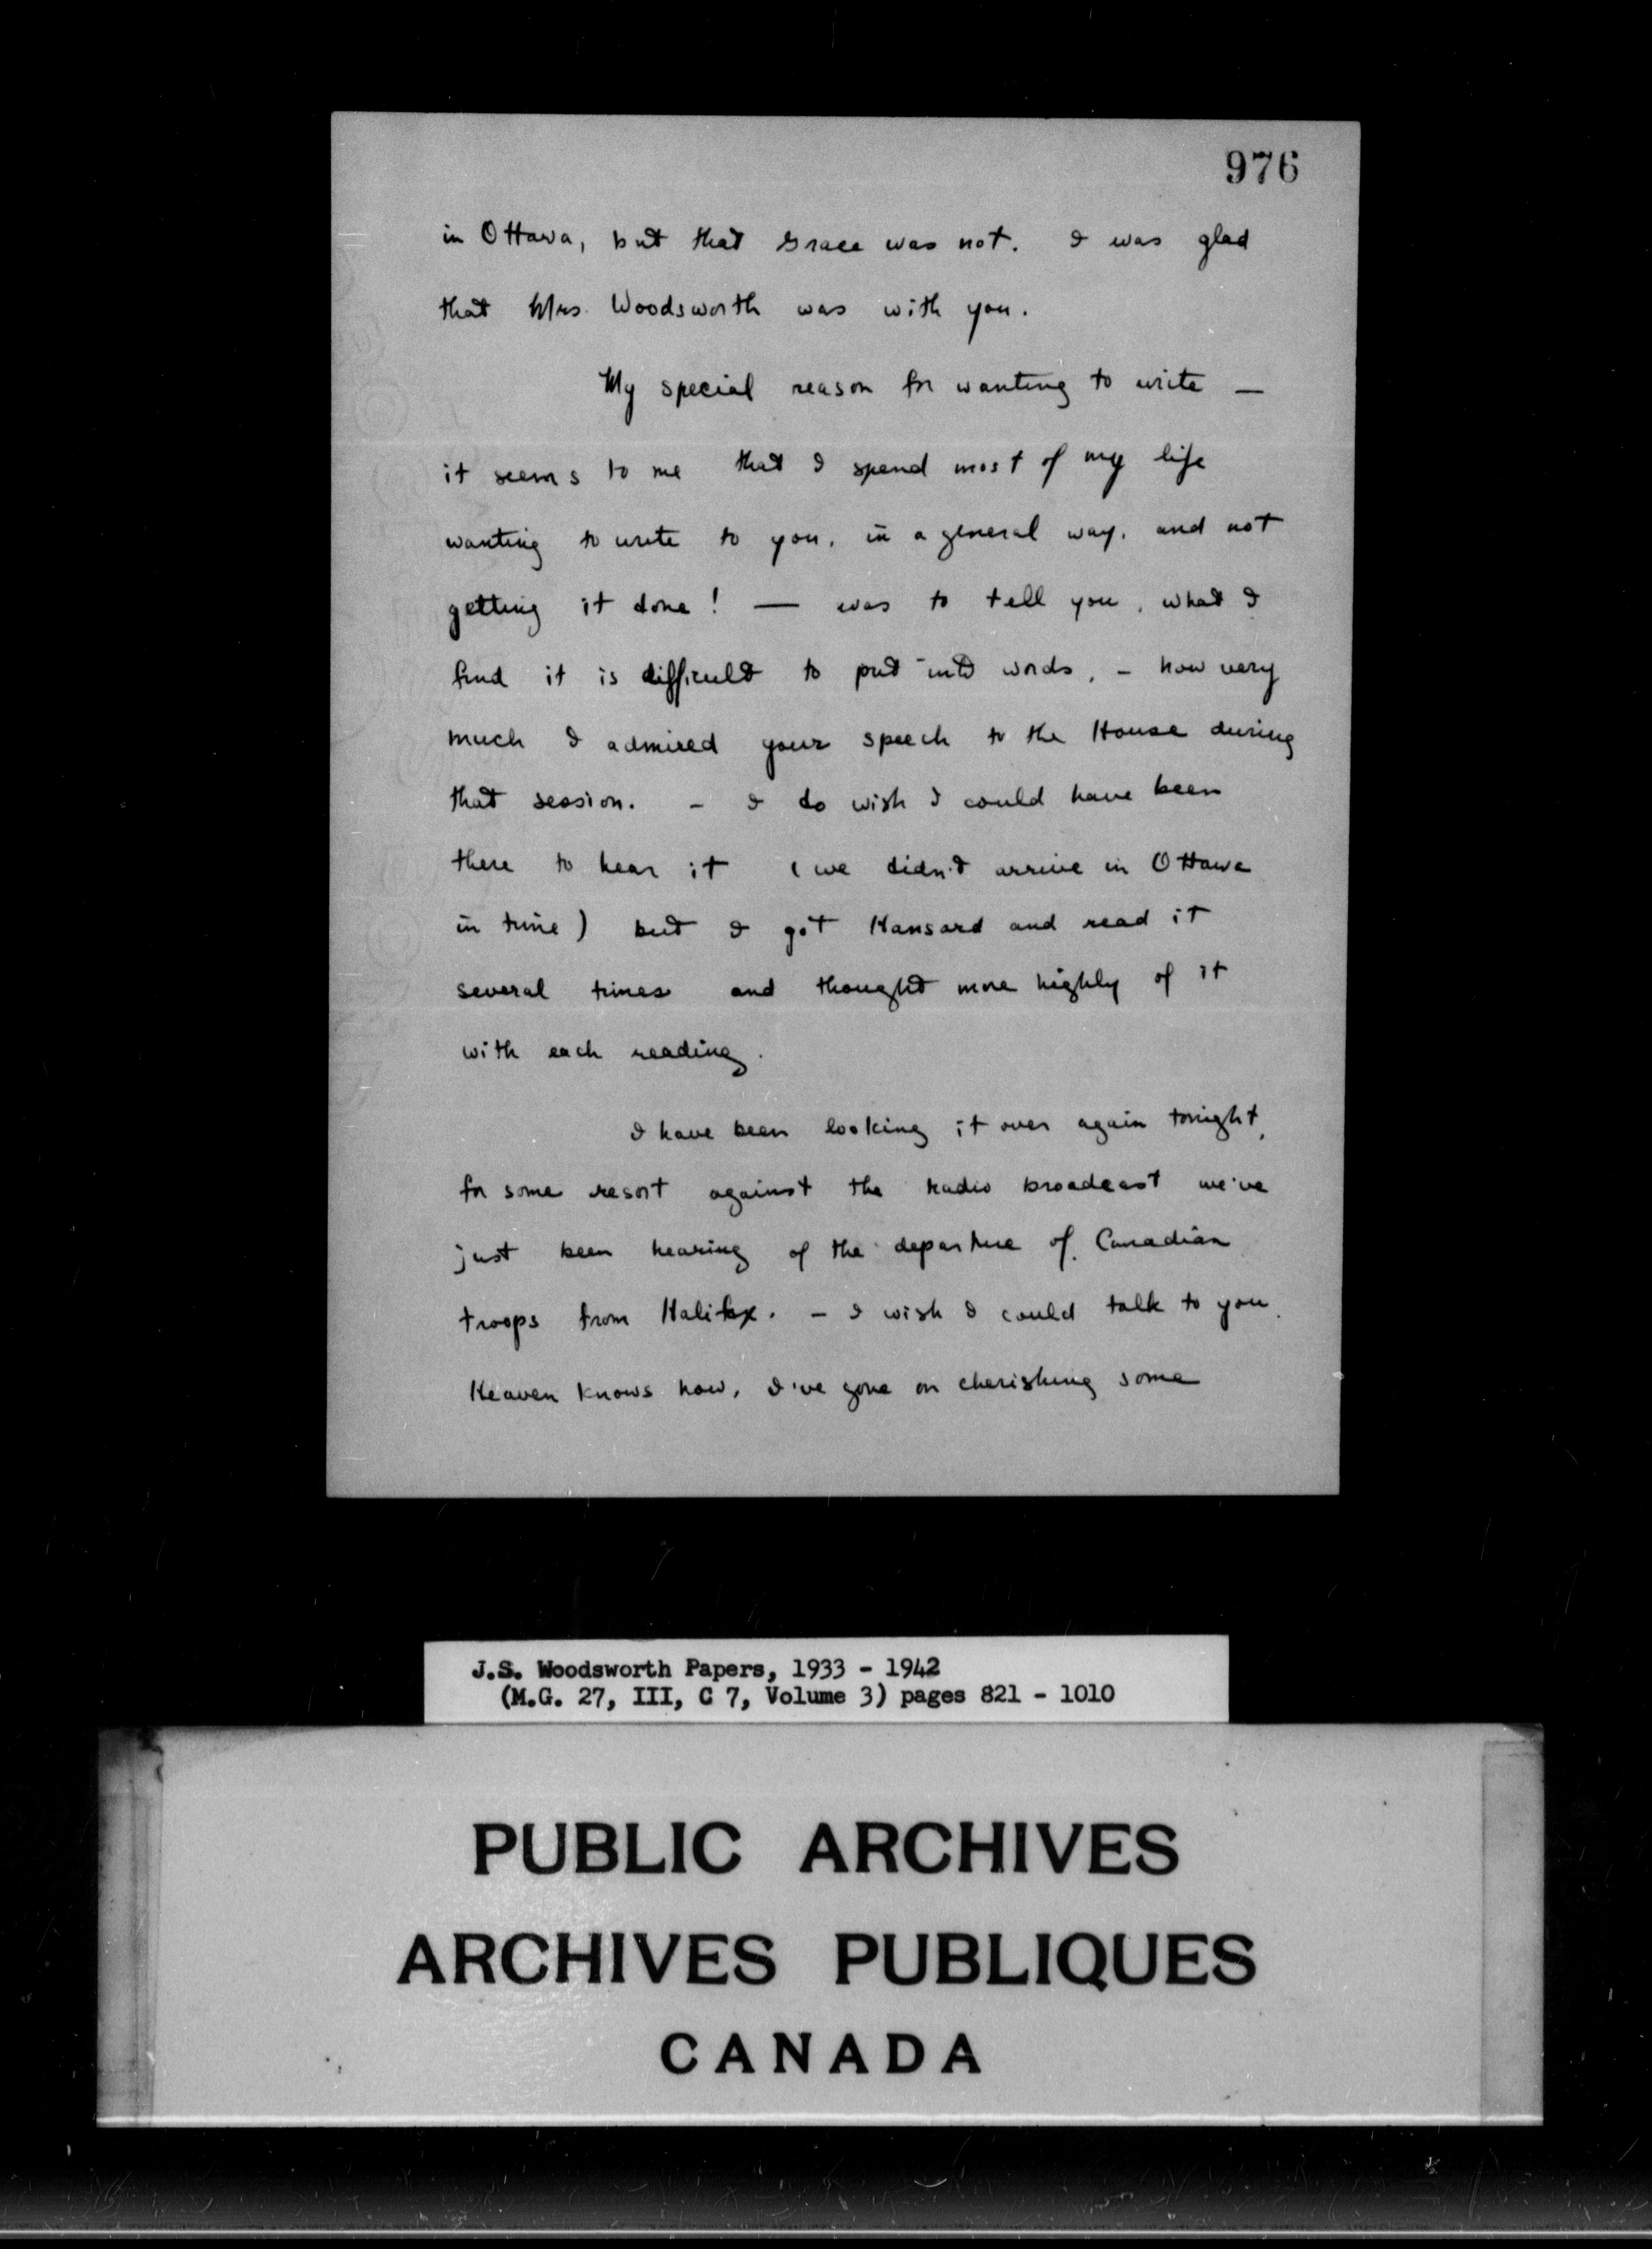 976
in Ottawa, but that Grace was not. I was glad
that Mrs. Woodsworth was with you.
My special reason for wanting to write —
it seems to me that I spend most of my life
wanting to write to you, in a general way, and not
getting it done! — was to tell you, what I
find it is difficult to put into words, - how very
much I admired your speech to the House during
that session. - I do wish I could have been
there to hear it (we didn't arrive in Ottawa
in time) but I got Hansard and read it
several times and thought more highly of it
with each reading.
I have been looking it over again tonight,
for some resort against the radio broadcast we've
just been hearing of the departure of Canadian
troops from Halifax. - I wish I could talk to you.
Heaven knows how, I've gone on cherishing some
J.S. Woodsworth Papers, 1933 - 1942
(M.G. 27, III, C 7, Volume 3) pages 821 - 1010
PUBLIC ARCHIVES
ARCHIVES PUBLIQUES
CANADA